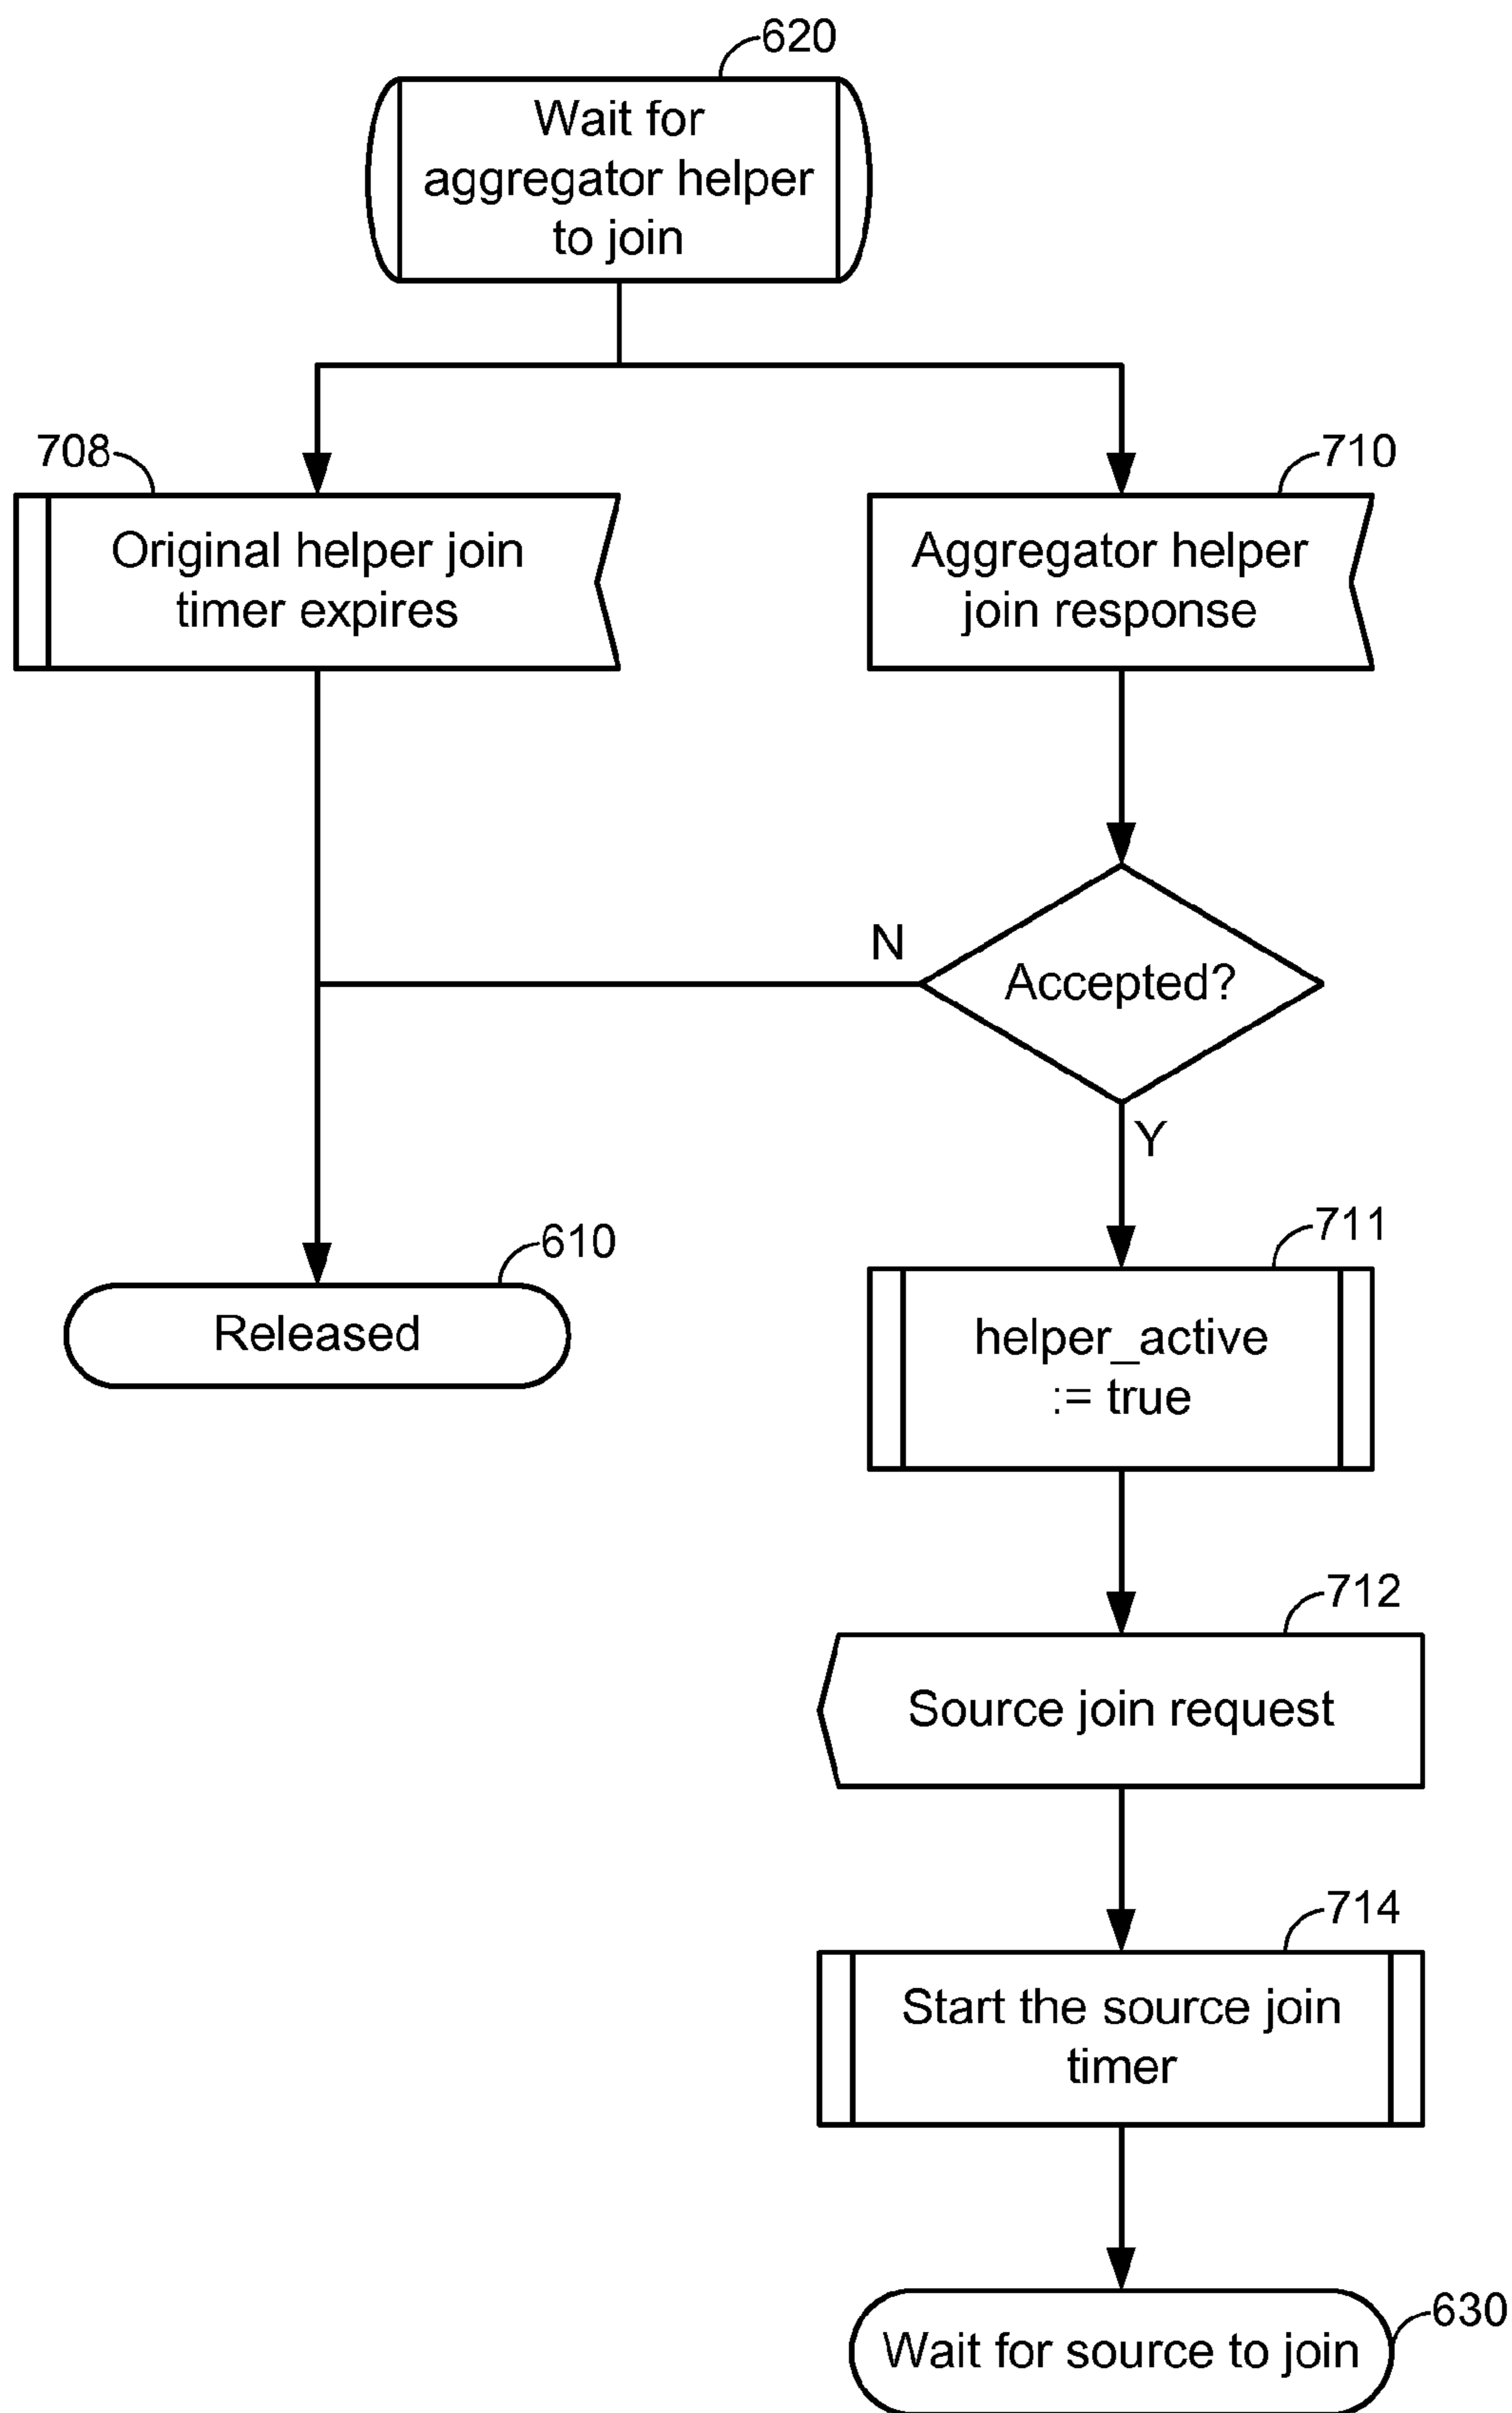 620
Wait for
aggregator helper
to join
708
710
Original helper join
timer expires
Aggregator helper
join response
N
Accepted?
Y
610
711
Released
helper_active
:= true
712
Source join request
714
Start the source join
timer
630
Wait for source to join